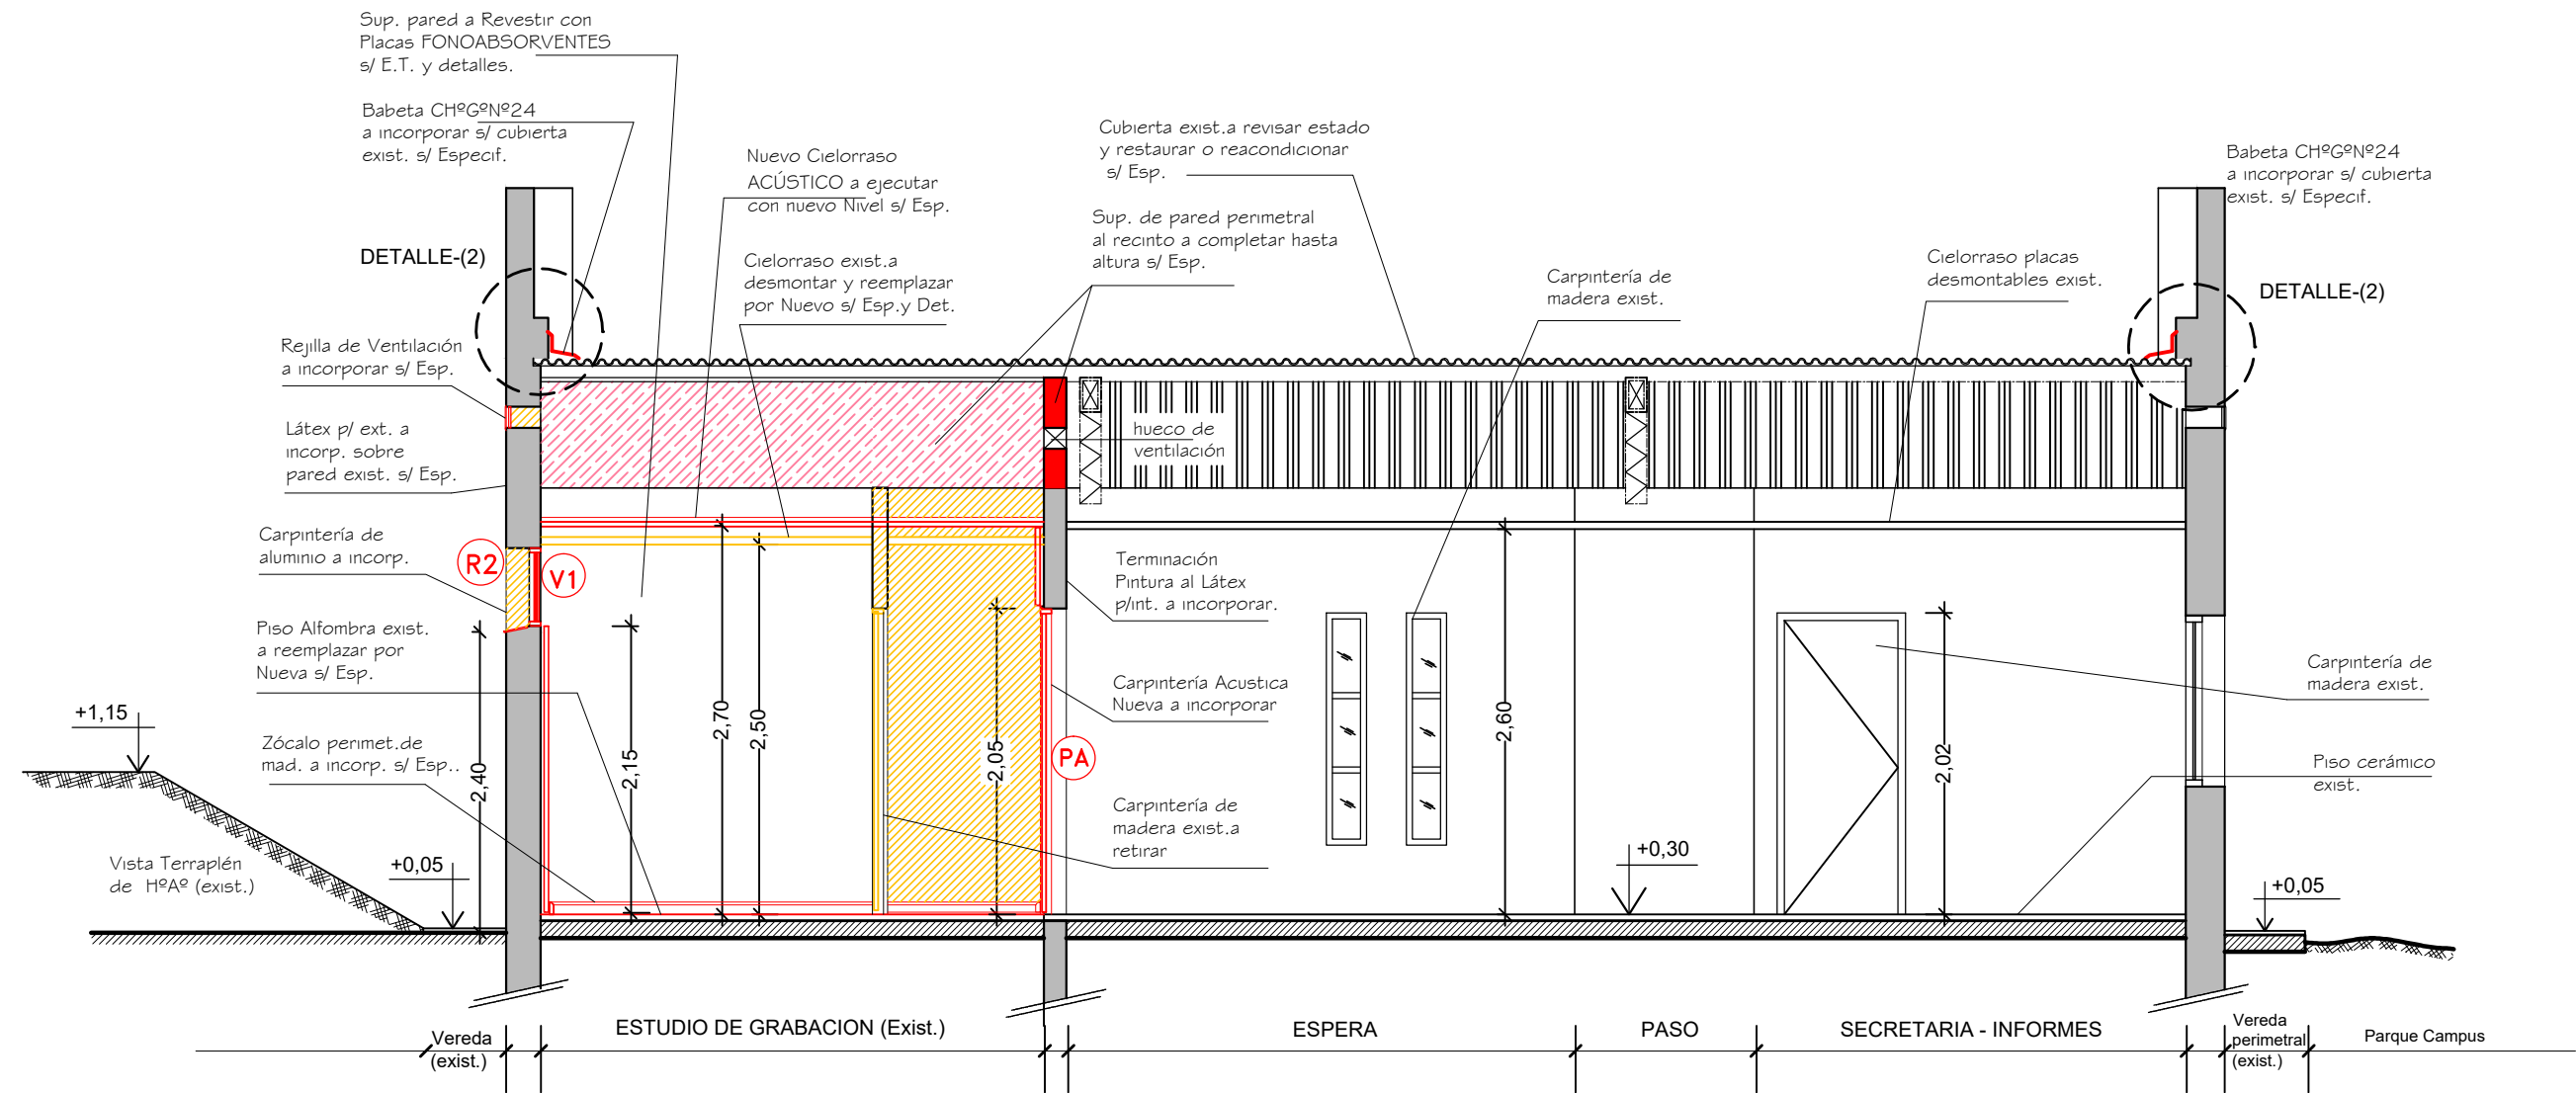 Sup. pared a Revestir con
Placas FONOABSORVENTES
s/ E.T. y detalles.
Babeta CHºGºNº24
a incorporar s/ cubierta
exist. s/ Especif.
Nuevo Cielorraso
ACÚSTICO a ejecutar
con nuevo Nivel s/ Esp.
Cubierta exist.a revisar estado
y restaurar o reacondicionar
s/ Esp.
Babeta CHºGºNº24
a incorporar s/ cubierta
exist. s/ Especif.
Sup. de pared perimetral
al recinto a completar hasta
altura s/ Esp.
DETALLE-(2)
Cielorraso exist.a
desmontar y reemplazar
por Nuevo s/ Esp.y Det.
Carpintería de
madera exist.
Cielorraso placas
desmontables exist.
DETALLE-(2)
Rejilla de Ventilación
a incorporar s/ Esp.
Látex p/ ext. a
incorp. sobre
pared exist. s/ Esp.
hueco de
ventilación
Carpintería de
aluminio a incorp.
R2
V1
Terminación
Pintura al Látex
p/int. a incorporar.
Piso Alfombra exist.
a reemplazar por
Nueva s/ Esp.
Carpintería Acustica
Nueva a incorporar
Carpintería de
madera exist.
+1,15
Zócalo perimet.de
mad. a incorp. s/ Esp..
2,40
2,15
2,70
2,50
2,05
PA
2,60
2,02
Piso cerámico
exist.
Carpintería de
madera exist.a
retirar
Vista Terraplén
de HºAº (exist.)
+0,05
+0,30
+0,05
Vereda
(exist.)
ESTUDIO DE GRABACION (Exist.)
ESPERA
PASO
SECRETARIA - INFORMES
Vereda
perimetral
(exist.)
Parque Campus